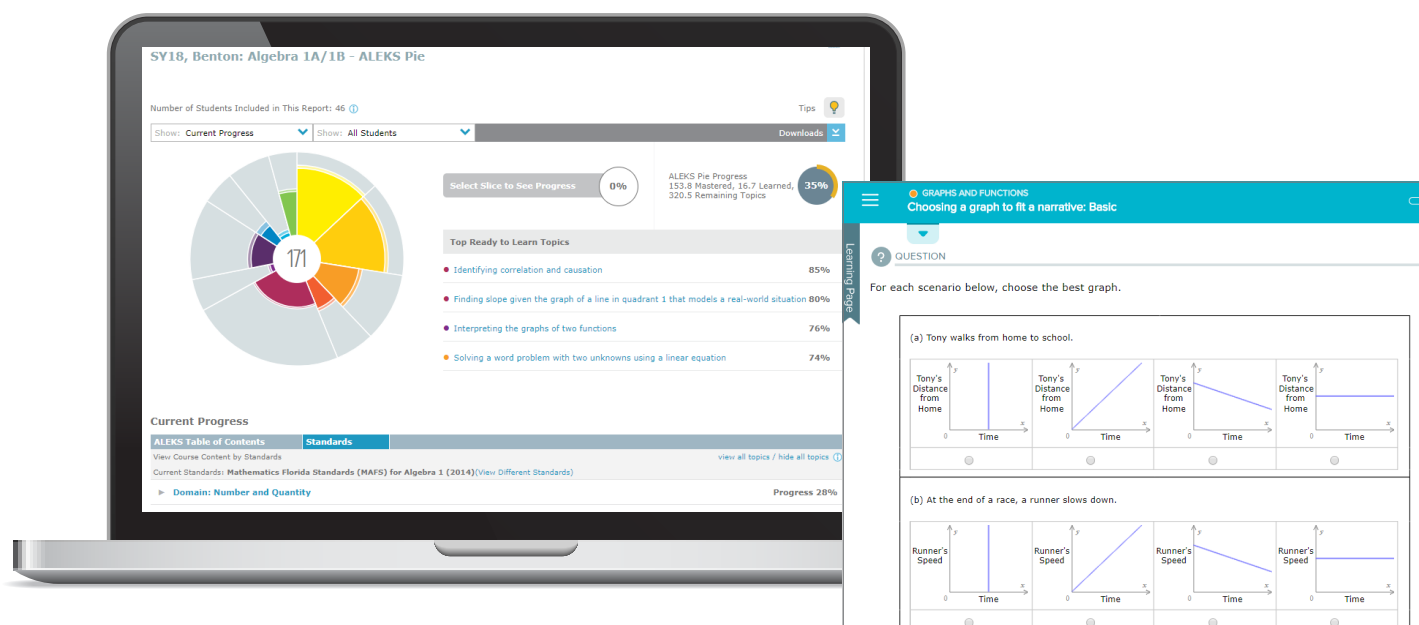 SY18, Benton: Algebra 1A/1B - ALEKS Pie
Number of Students Included in This Report: 46
Tips
Show: Current Progress
Show: All Students
Downloads
171
Select Slice to See Progress
0%
ALEKS Pie Progress
153.8 Mastered, 16.7 Learned,
320.5 Remaining Topics
35%
Top Ready to Learn Topics
Identifying correlation and causation 85%
Finding slope given the graph of a line in quadrant 1 that models a real-world situation 80%
Interpreting the graphs of two functions 76%
Solving a word problem with two unknowns using a linear equation 74%
Current Progress
ALEKS Table of Contents
Standards
View Course Content by Standards
view all topics / hide all topics
Current Standards: Mathematics Florida Standards (MAFS) for Algebra 1 (2014)(View Different Standards)
Domain: Number and Quantity
Progress 28%
GRAPHS AND FUNCTIONS
Choosing a graph to fit a narrative: Basic
Learning Page
?
QUESTION
For each scenario below, choose the best graph.
(a) Tony walks from home to school.
Tony's
Distance
from
Home
y
x
0
Time
Tony's
Distance
from
Home
y
x
0
Time
Tony's
Distance
from
Home
y
x
0
Time
Tony's
Distance
from
Home
y
x
0
Time
(b) At the end of a race, a runner slows down.
Runner's
Speed
y
x
0
Time
Runner's
Speed
y
x
0
Time
Runner's
Speed
y
x
0
Time
Runner's
Speed
y
x
0
Time